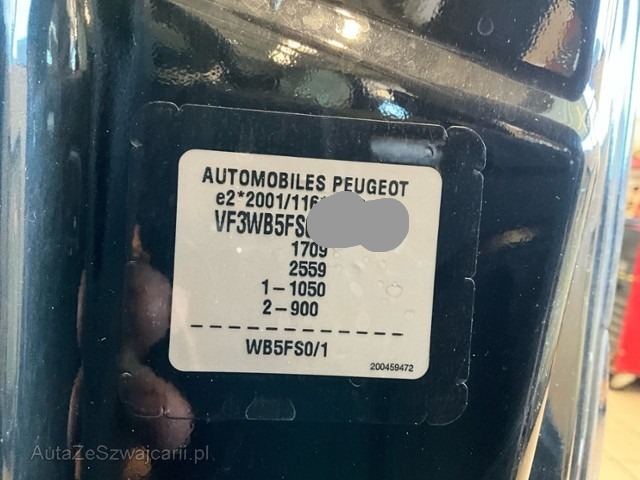 AUTOMOBILES PEUGEOT
e2*2001/116
VF3WB5FS
1709
2559
1-1050
2-900
WB5FS0/1
200459472
AutaZeSzwajcarii.pl